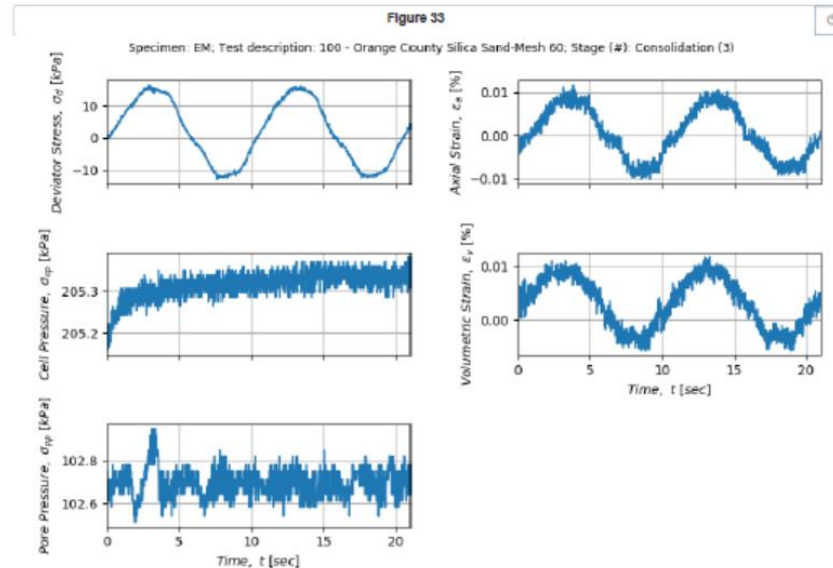 Figure 33
Specimen: EM; Test description: 100 - Orange County Silica Sand-Mesh 60; Stage (#): Consolidation (3)
Deviator Stress, σd [kPa]
10
0
−10
Axial Strain, εa [%]
0.01
0.00
−0.01
Cell Pressure, σcp [kPa]
205.3
205.2
Volumetric Strain, εv [%]
0.01
0.00
0
5
10
15
20
Time, t [sec]
Pore Pressure, σpp [kPa]
102.8
102.6
0
5
10
15
20
Time, t [sec]